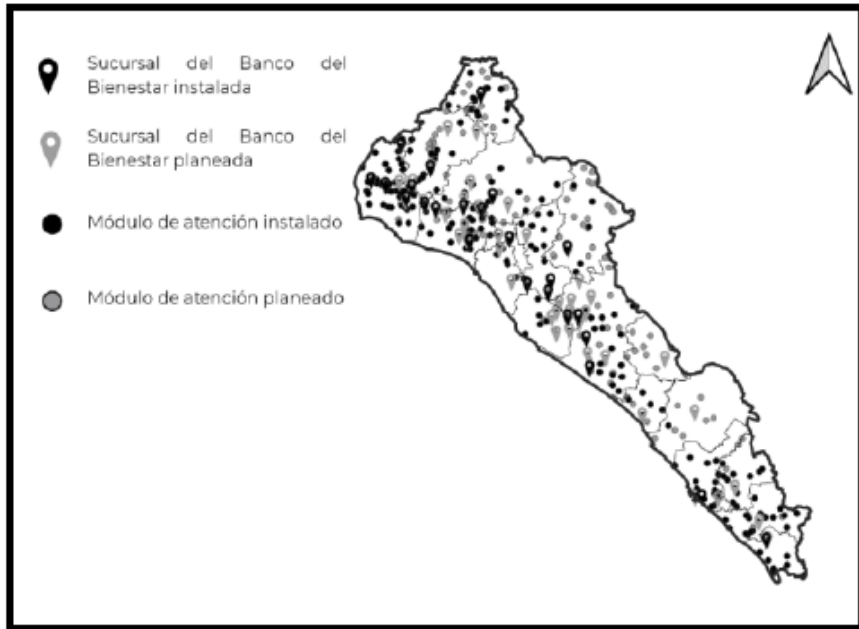 Sucursal del Banco del
Bienestar instalada
Sucursal del Banco del
Bienestar planeada
Módulo de atención instalado
Módulo de atención planeado